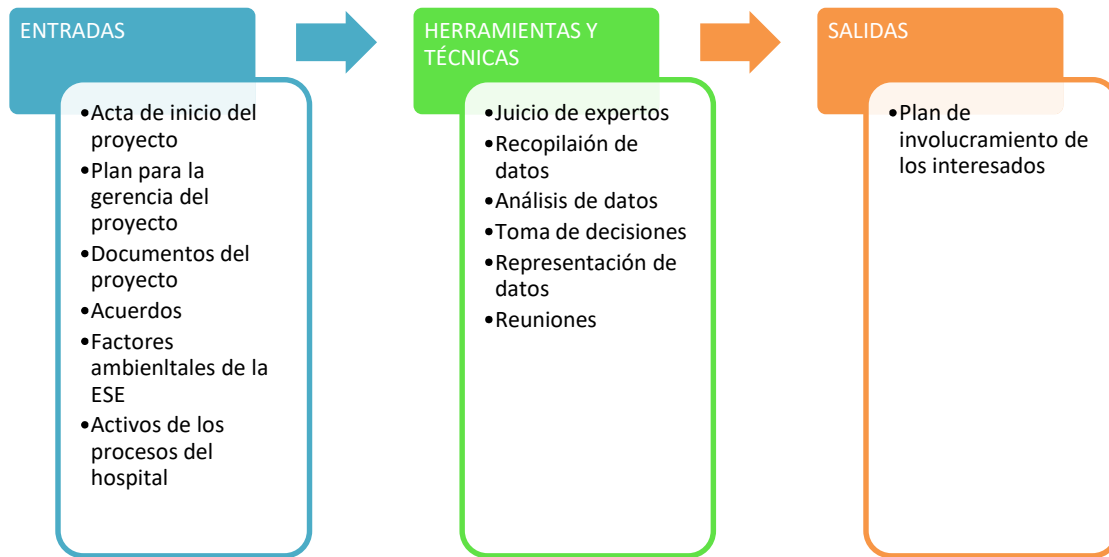 ENTRADAS
•Acta de inicio del
proyecto
•Plan para la
gerencia del
proyecto
•Documentos del
proyecto
•Acuerdos
•Factores
ambienltales de la
ESE
•Activos de los
procesos del
hospital
HERRAMIENTAS Y
TÉCNICAS
•Juicio de expertos
•Recopilaión de
datos
•Análisis de datos
•Toma de decisiones
•Representación de
datos
•Reuniones
SALIDAS
•Plan de
involucramiento de
los interesados